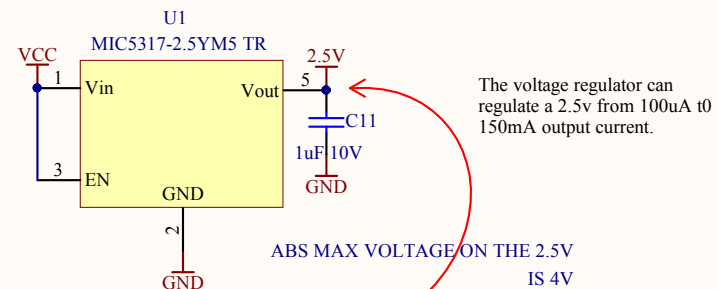 U1
MIC5317-2.5YM5 TR
VCC
2.5V
1
Vin
Vout
5
C11
1uF 10V
GND
3
EN
GND
2
GND
The voltage regulator can
regulate a 2.5v from 100uA t0
150mA output current.
ABS MAX VOLTAGE ON THE 2.5V
IS 4V